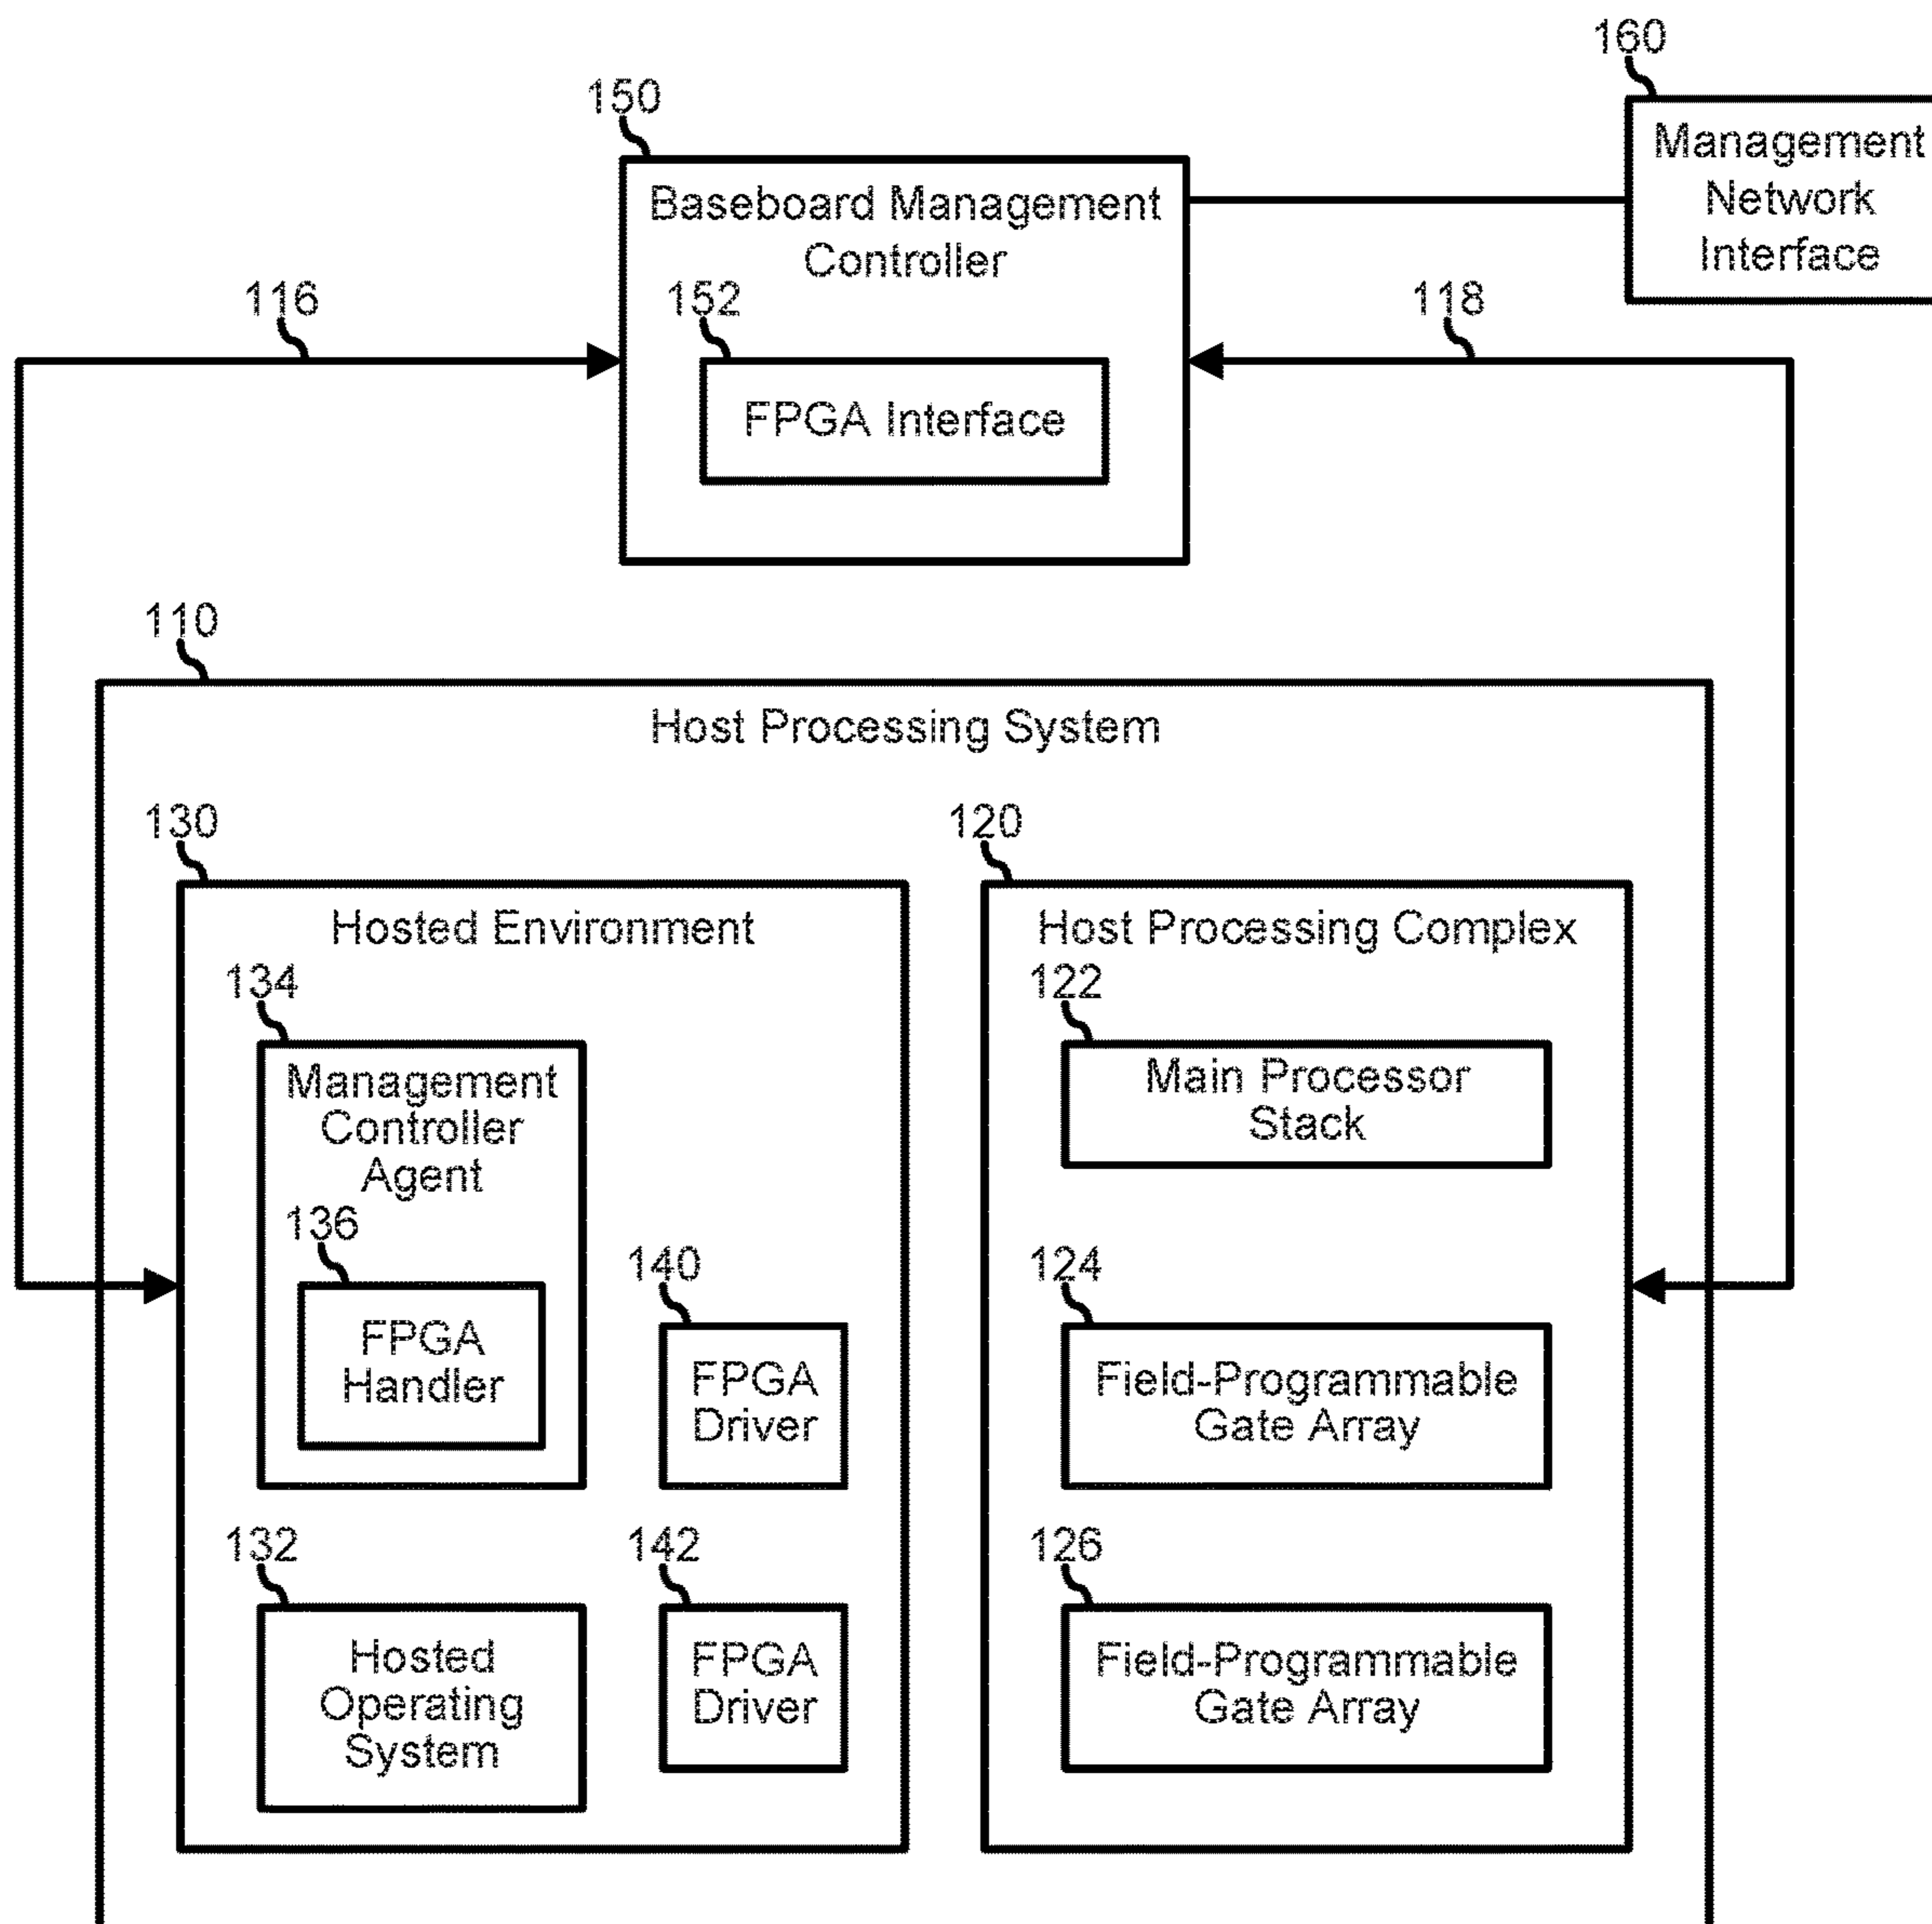 160
Management
Network
Interface
150
Baseboard Management
Controller
152
FPGA Interface
116
118
110
Host Processing System
130
Hosted Environment
134
Management
Controller
Agent
136
FPGA
Handler
140
FPGA
Driver
132
Hosted
Operating
System
142
FPGA
Driver
120
Host Processing Complex
122
Main Processor
Stack
124
Field-Programmable
Gate Array
126
Field-Programmable
Gate Array